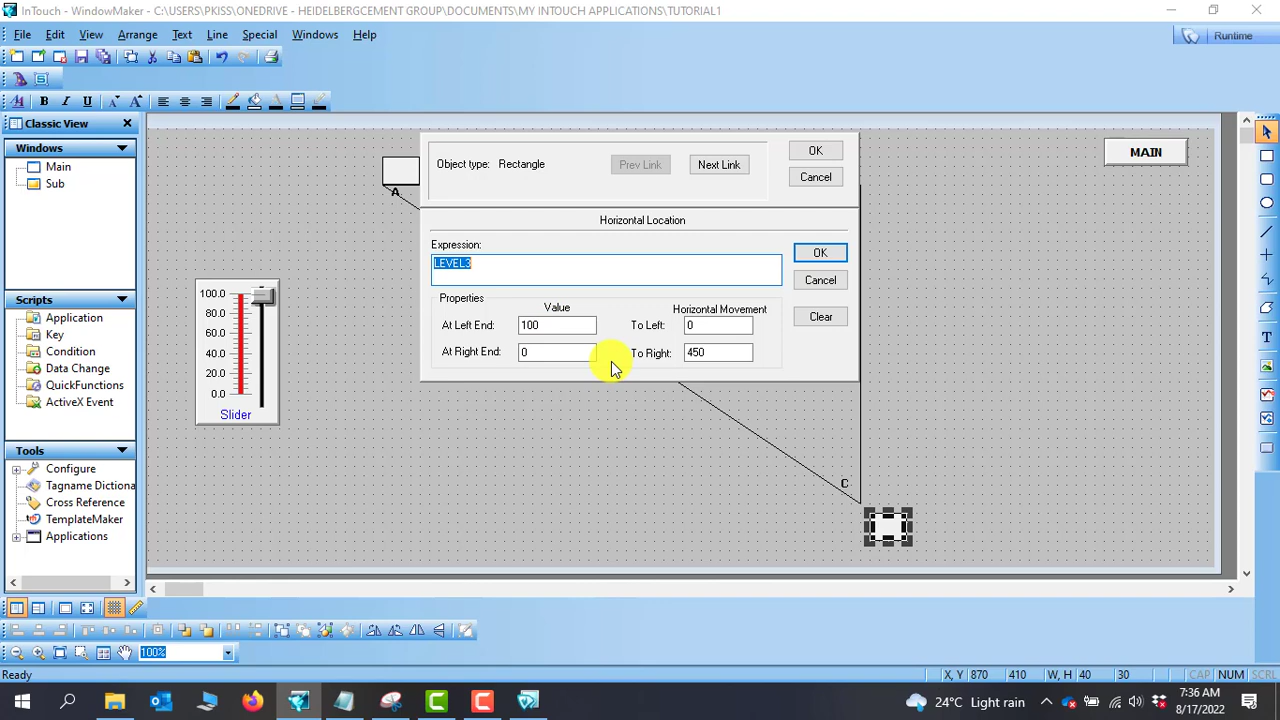 InTouch - WindowMaker - C:\USERS\PKISS\ONEDRIVE - HEIDELBERGCEMENT GROUP\DOCUMENTS\MY INTOUCH APPLICATIONS\TUTORIAL1
File Edit View Arrange Text Line Special Windows Help
Runtime
B I U
Classic View
Windows
Main
Sub
Scripts
Application
Key
Condition
Data Change
QuickFunctions
ActiveX Event
Tools
Configure
Tagname Dictiona
Cross Reference
TemplateMaker
Applications
100.0
80.0
60.0
40.0
20.0
0.0
Slider
A
Object type: Rectangle
Prev Link
Next Link
OK
Cancel
Horizontal Location
Expression:
LEVEL3
OK
Cancel
Clear
Properties
Value
Horizontal Movement
At Left End: 100 To Left: 0
At Right End: 0 To Right: 450
C
MAIN
100%
Ready
X, Y 870 410 W, H 40 30 CAP NUM SCRL
24°C Light rain
7:36 AM
8/17/2022